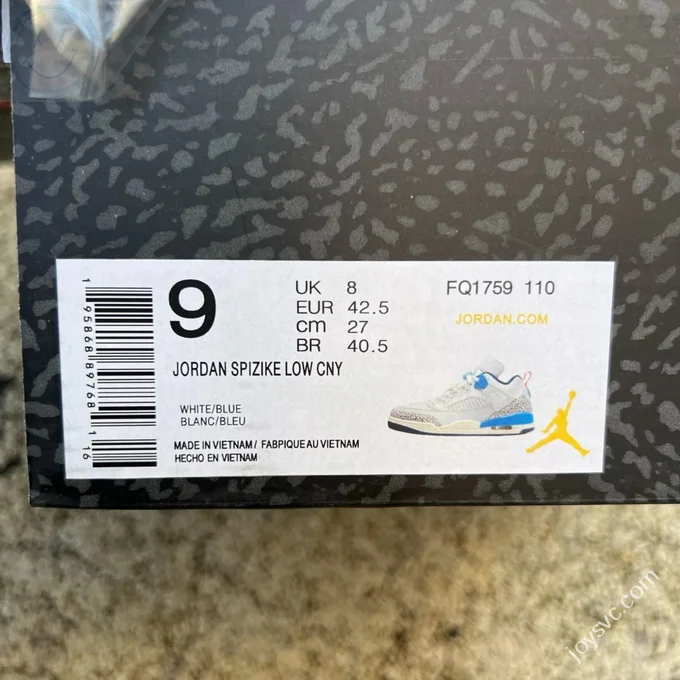 1 95868 89768 1 16
9
UK 8
EUR 42.5
cm 27
BR 40.5
FQ1759 110
JORDAN.COM
JORDAN SPIZIKE LOW CNY
WHITE/BLUE
BLANC/BLEU
MADE IN VIETNAM / FABRIQUE AU VIETNAM
HECHO EN VIETNAM
joysvc.com